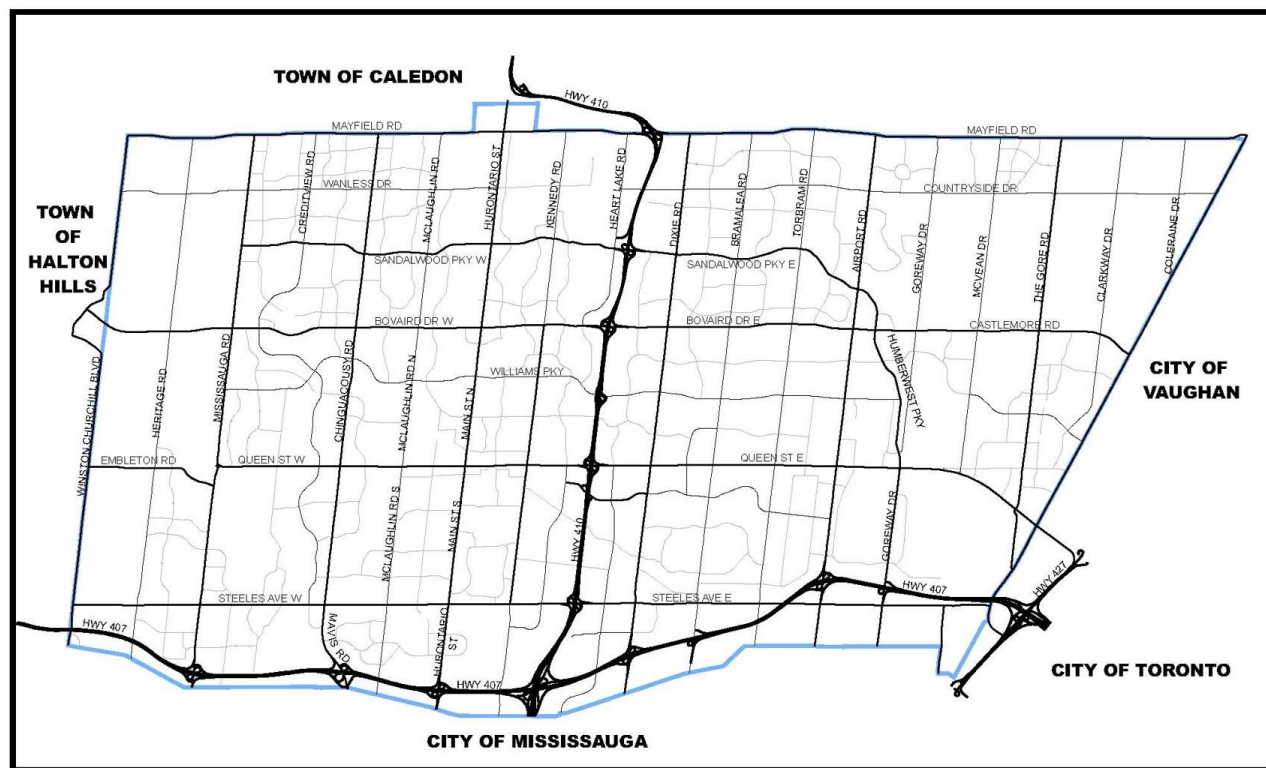 TOWN OF CALEDON
HWY 410
MAYFIELD RD
MAYFIELD RD
WANLESS DR
COUNTRYSIDE DR
CREDITVIEW RD
MCLAUGHLIN RD
HURONTARIO ST
KENNEDY RD
HEART LAKE RD
DIXIE RD
BRAMALEA RD
TORBRAM RD
AIRPORT RD
GOREWAY DR
MCVEAN DR
THE GORE RD
CLARKWAY DR
COLERAINE DR
TOWN
OF
HALTON
HILLS
SANDALWOOD PKY W
SANDALWOOD PKY E
BOVAIRD DR W
BOVAIRD DR E
CASTLEMORE RD
WINSTON CHURCHILL BLVD
HERITAGE RD
MISSISSAUGA RD
CHINGUACOUSY RD
MCLAUGHLIN RD N
MAIN ST N
WILLIAMS PKY
HUMBERWEST PKY
CITY OF
VAUGHAN
EMBLETON RD
QUEEN ST W
QUEEN ST E
MCLAUGHLIN RD S
MAIN ST S
HWY 410
GOREWAY DR
HWY 427
STEELES AVE W
STEELES AVE E
HWY 407
HWY 407
MAVIS RD
HURONTARIO
ST
HWY 407
CITY OF TORONTO
CITY OF MISSISSAUGA